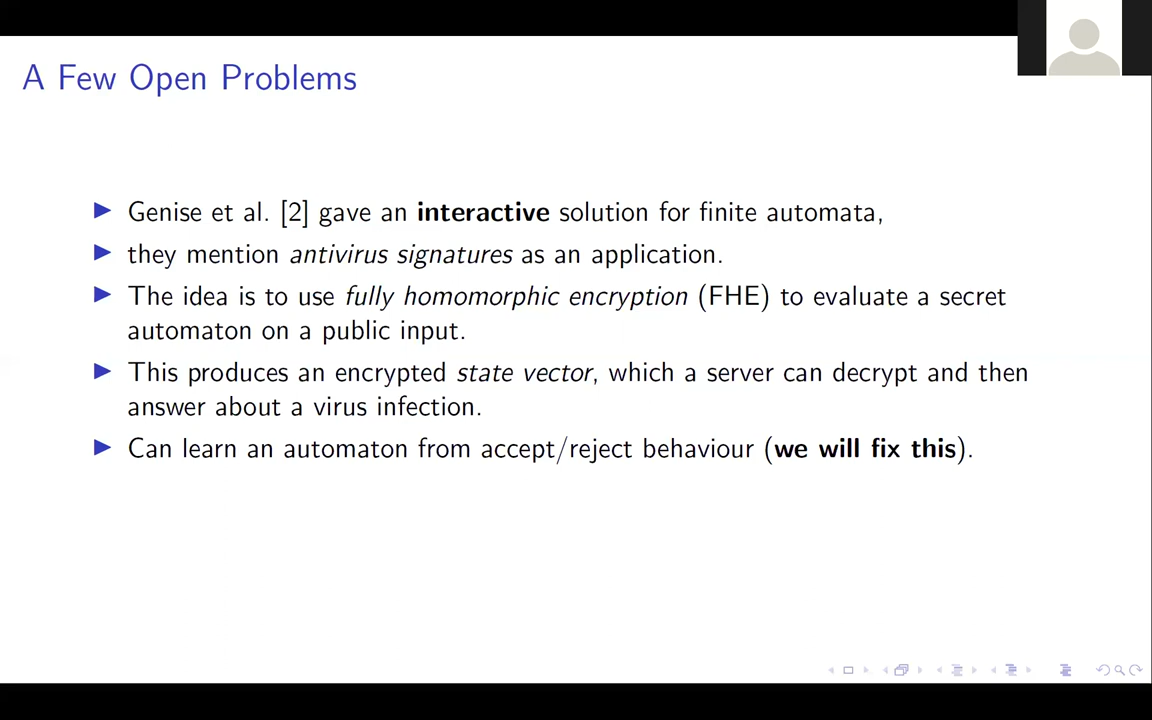 A Few Open Problems
Genise et al. [2] gave an interactive solution for finite automata,
they mention antivirus signatures as an application.
The idea is to use fully homomorphic encryption (FHE) to evaluate a secret
automaton on a public input.
This produces an encrypted state vector, which a server can decrypt and then
answer about a virus infection.
Can learn an automaton from accept/reject behaviour (we will fix this).